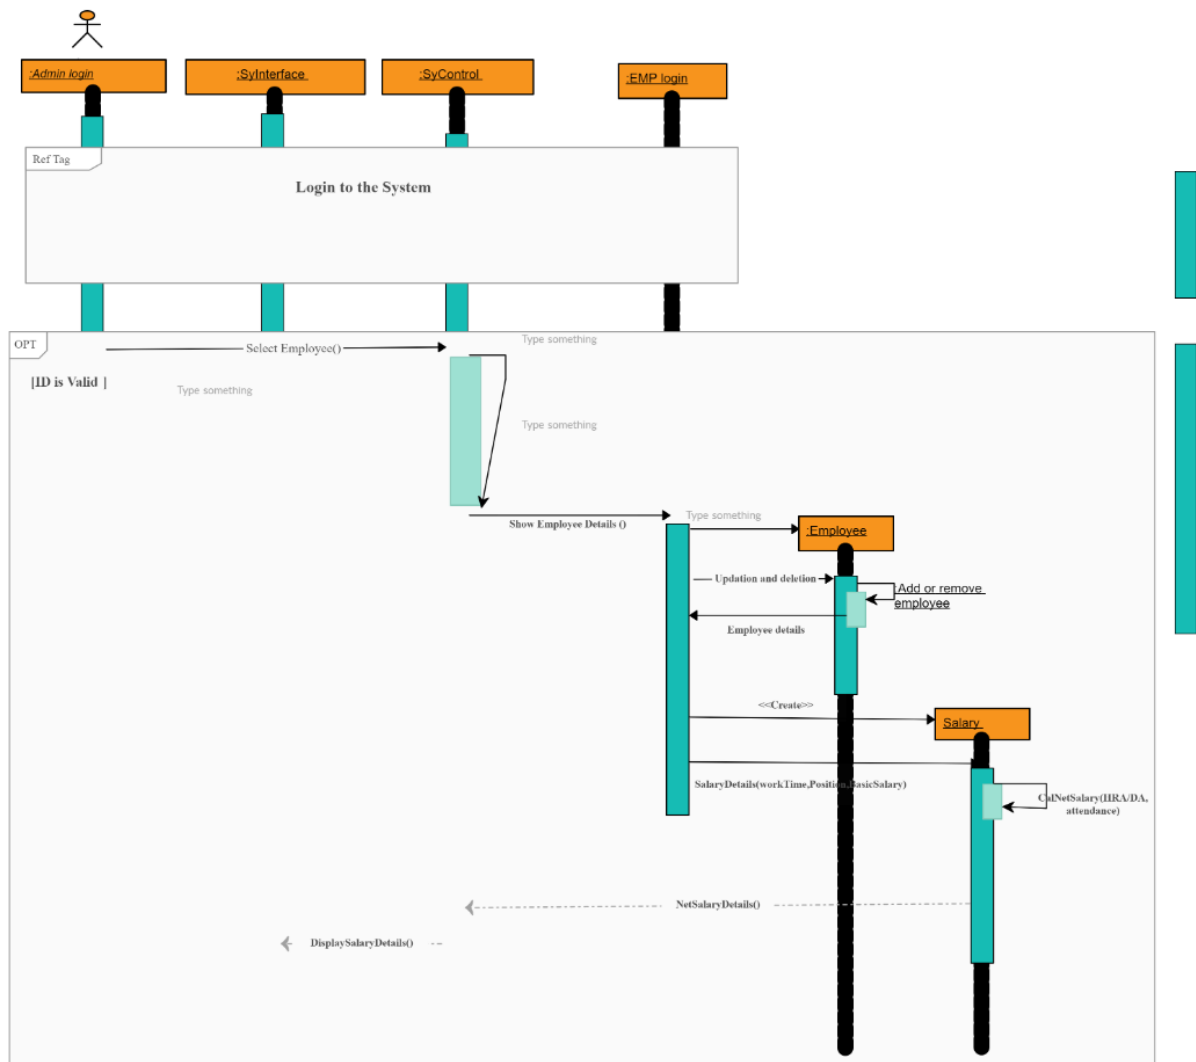 :Admin login
:SyInterface
:SyControl
:EMP login
Ref Tag
Login to the System
OPT
Type something
Select Employee()
[ID is Valid ]
Type something
Type something
Show Employee Details ()
Type something
:Employee
Updation and deletion
:Add or remove
employee
Employee details
<<Create>>
Salary
SalaryDetails(workTime,Position,BasicSalary)
CalNetSalary(HRA/DA,
attendance)
NetSalaryDetails()
DisplaySalaryDetails()